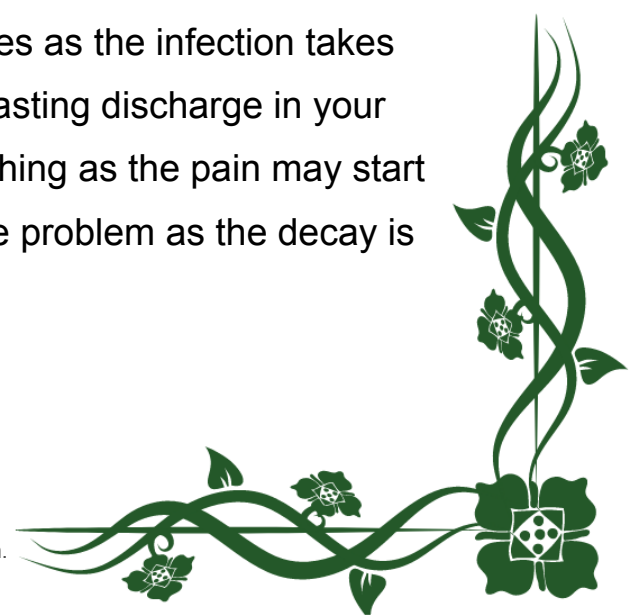 es as the infection takes
asting discharge in your
hing as the pain may start
e problem as the decay is
.